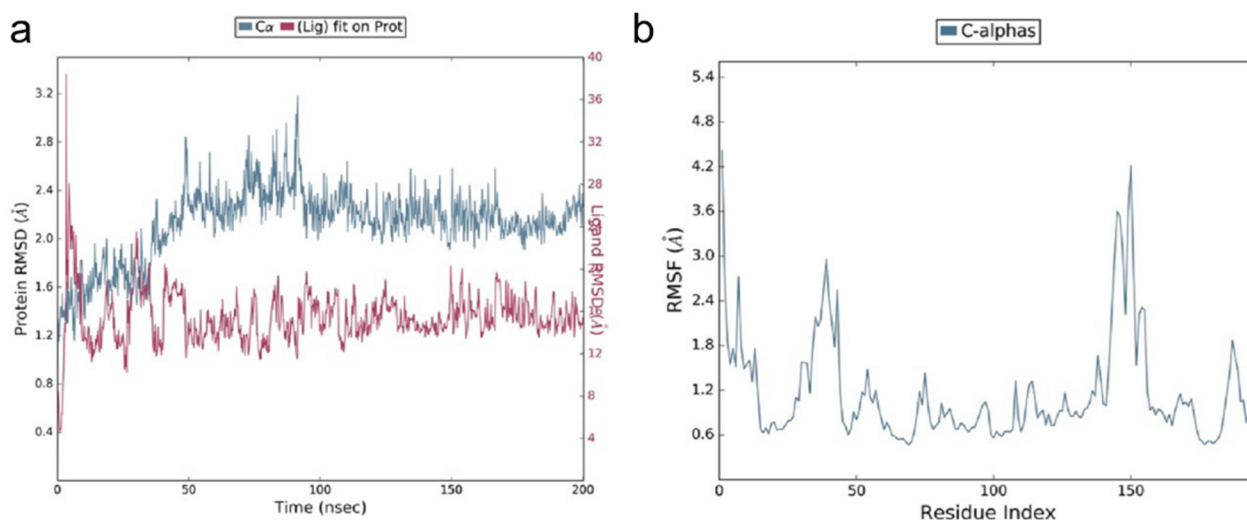 a
Cα (Lig) fit on Prot
Protein RMSD (Å)
3.2
2.8
2.4
2.0
1.6
1.2
0.8
0.4
40
36
32
28
20
12
8
4
Ligand RMSD (Å)
0 50 100 150 200
Time (nsec)
b
C-alphas
RMSF (Å)
5.4
4.8
4.2
3.6
3.0
2.4
1.8
1.2
0.6
0 50 100 150
Residue Index